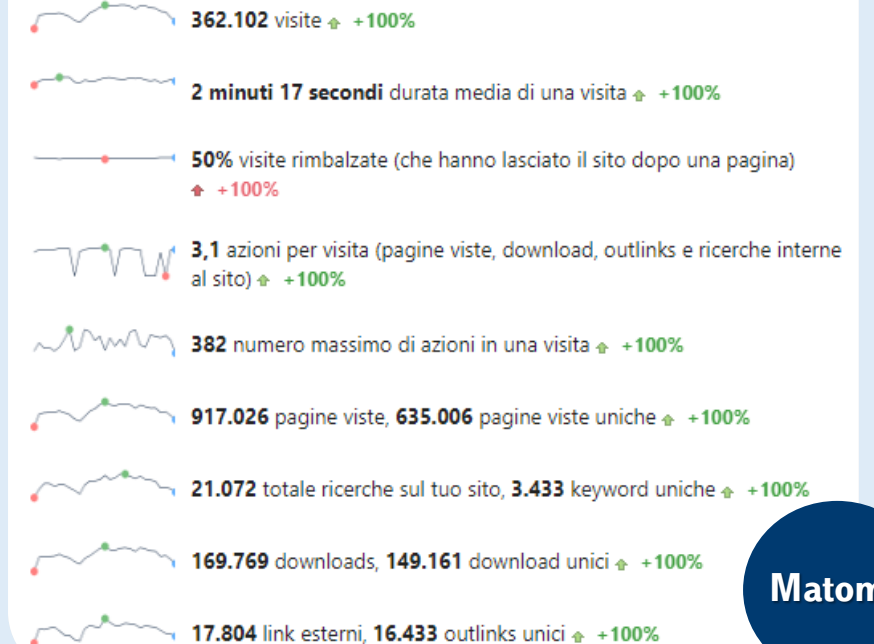 362.102 visite +100%
2 minuti 17 secondi durata media di una visita +100%
50% visite rimbalzate (che hanno lasciato il sito dopo una pagina)
+100%
3,1 azioni per visita (pagine viste, download, outlinks e ricerche interne
al sito) +100%
382 numero massimo di azioni in una visita +100%
917.026 pagine viste, 635.006 pagine viste uniche +100%
21.072 totale ricerche sul tuo sito, 3.433 keyword uniche +100%
169.769 downloads, 149.161 download unici +100%
Matom
17.804 link esterni, 16.433 outlinks unici +100%